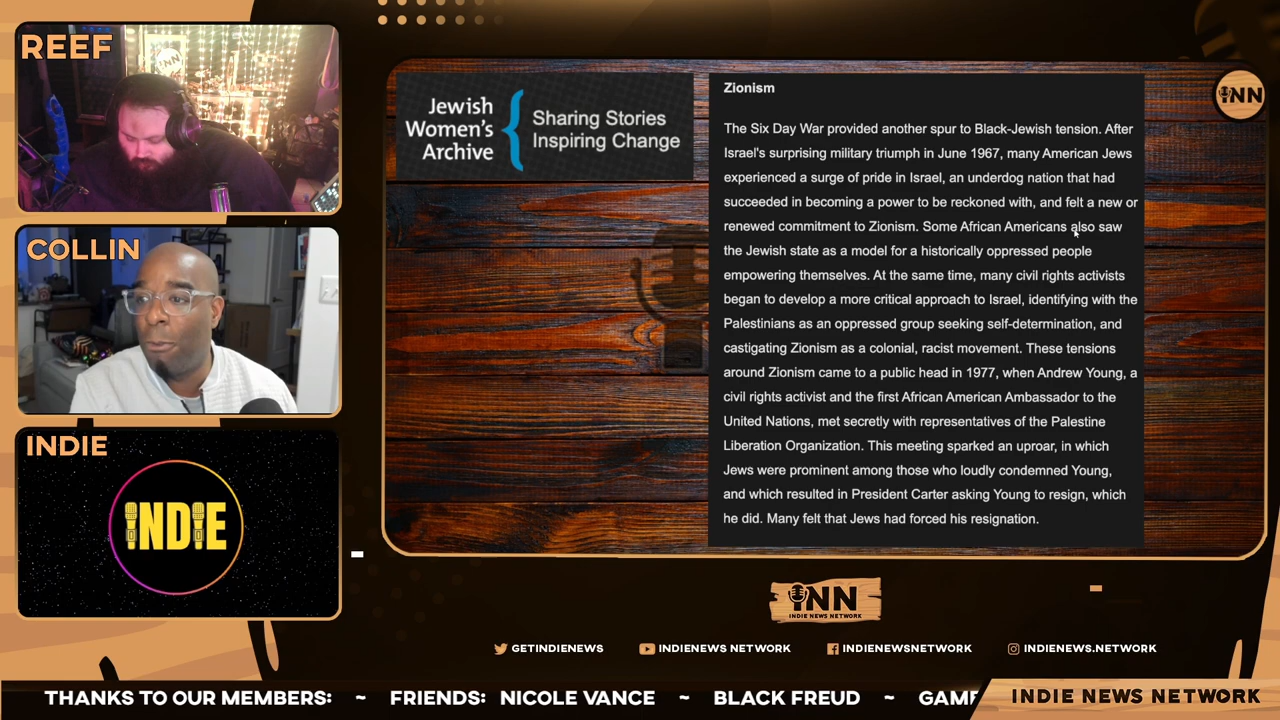 REEF
INN
COLLIN
INDIE
INDIE
Jewish
Women's
Archive
Sharing Stories
Inspiring Change
Zionism
The Six Day War provided another spur to Black-Jewish tension. After
Israel's surprising military triumph in June 1967, many American Jews
experienced a surge of pride in Israel, an underdog nation that had
succeeded in becoming a power to be reckoned with, and felt a new or
renewed commitment to Zionism. Some African Americans also saw
the Jewish state as a model for a historically oppressed people
empowering themselves. At the same time, many civil rights activists
began to develop a more critical approach to Israel, identifying with the
Palestinians as an oppressed group seeking self-determination, and
castigating Zionism as a colonial, racist movement. These tensions
around Zionism came to a public head in 1977, when Andrew Young, a
civil rights activist and the first African American Ambassador to the
United Nations, met secretly with representatives of the Palestine
Liberation Organization. This meeting sparked an uproar, in which
Jews were prominent among those who loudly condemned Young,
and which resulted in President Carter asking Young to resign, which
he did. Many felt that Jews had forced his resignation.
INN
INN
INDIE NEWS NETWORK
GETINDIENEWS
INDIENEWS NETWORK
INDIENEWSNETWORK
INDIENEWS.NETWORK
THANKS TO OUR MEMBERS: ~ FRIENDS: NICOLE VANCE ~ BLACK FREUD ~ GAME
INDIE NEWS NETWORK